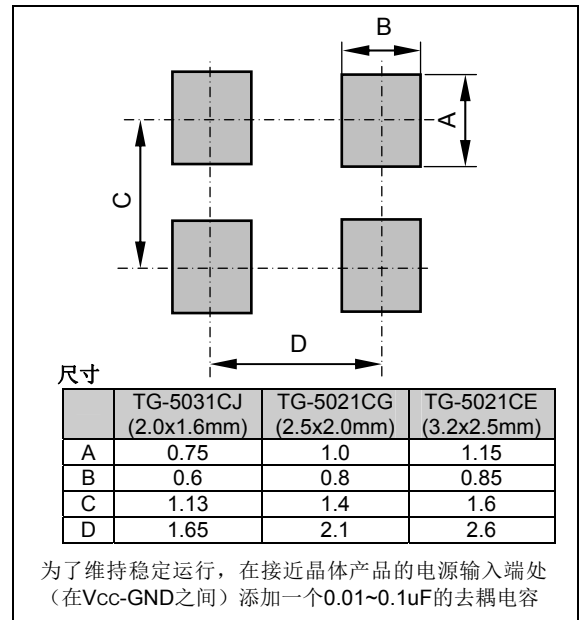 B
A
C
D
尺寸
TG-5031CJ TG-5021CG TG-5021CE
(2.0x1.6mm) (2.5x2.0mm) (3.2x2.5mm)
A 0.75 1.0 1.15
B 0.6 0.8 0.85
C 1.13 1.4 1.6
D 1.65 2.1 2.6
为了维持稳定运行，在接近晶体产品的电源输入端处
（在Vcc-GND之间）添加一个0.01~0.1uF的去耦电容